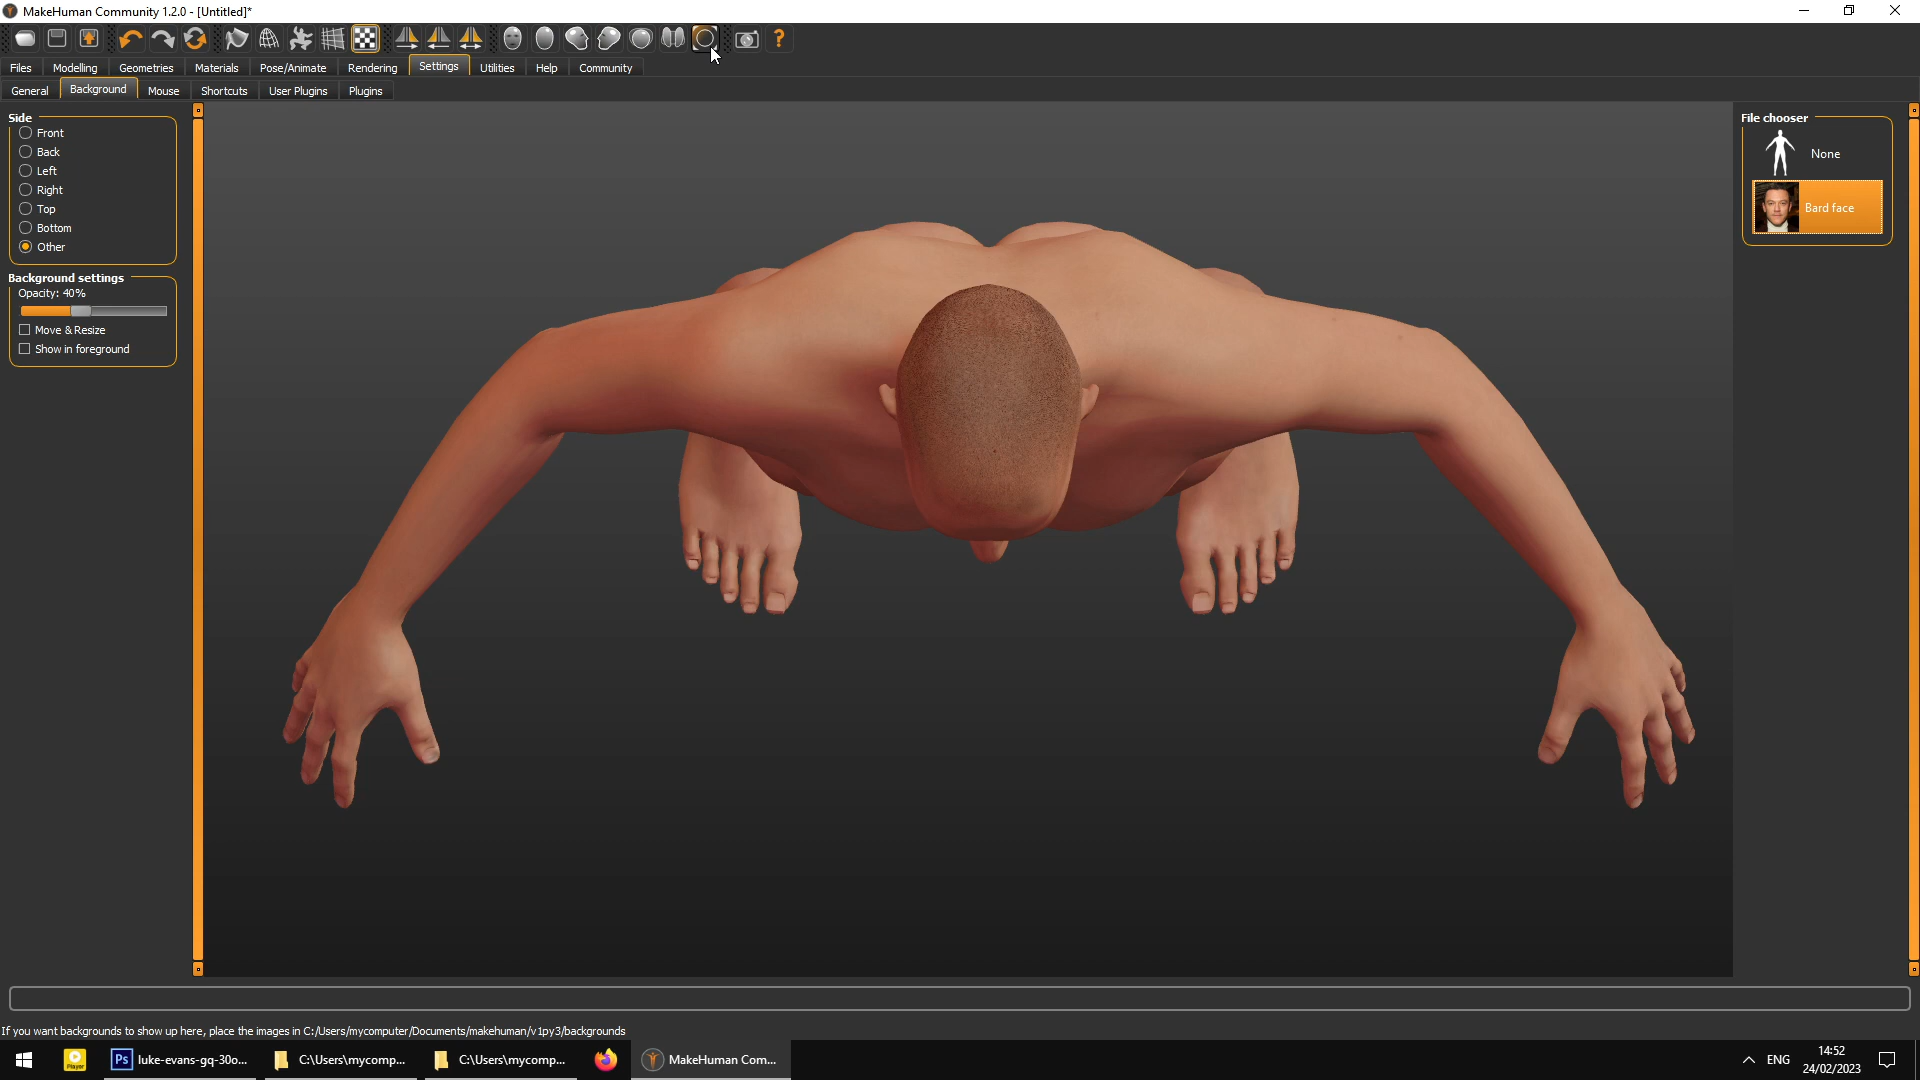 MakeHuman Community 1.2.0 - [Untitled]*
Files Modelling Geometries Materials Pose/Animate Rendering Settings Utilities Help Community
General Background Mouse Shortcuts User Plugins Plugins
Side
Front
Back
Left
Right
Top
Bottom
Other
Background settings
Opacity: 40%
Move & Resize
Show in foreground
File chooser
None
Bard face
If you want backgrounds to show up here, place the images in C:/Users/mycomputer/Documents/makehuman/v1py3/backgrounds
Player
Ps luke-evans-gq-30o...
C:\Users\mycomp...
C:\Users\mycomp...
MakeHuman Com...
ENG
14:52
24/02/2023